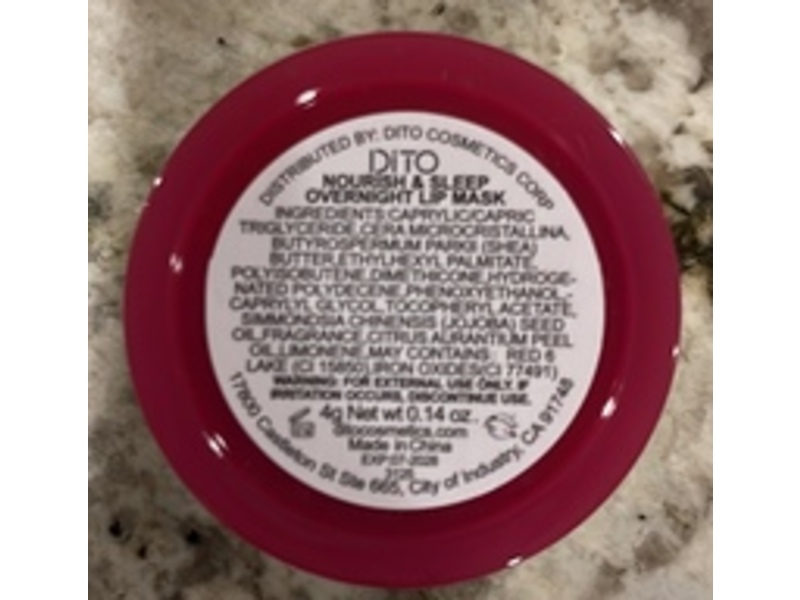 DISTRIBUTED BY: DITO COSMETICS CORP
DITO
NOURISH & SLEEP
OVERNIGHT LIP MASK
INGREDIENTS:CAPRYLIC/CAPRIC
TRIGLYCERIDE,CERA MICROCRISTALLINA,
BUTYROSPERMUM PARKII (SHEA)
BUTTER,ETHYLHEXYL PALMITATE,
POLYISOBUTENE,DIMETHICONE,HYDROGE-
NATED POLYDECENE,PHENOXYETHANOL,-
CAPRYLYL GLYCOL,TOCOPHERYL ACETATE,
SIMMONDSIA CHINENSIS (JOJOBA) SEED
OIL,FRAGRANCE,CITRUS AURANTIUM PEEL
OIL,LIMONENE,MAY CONTAINS: RED 6
LAKE (CI 15850),IRON OXIDES(CI 77491)
WARNING: FOR EXTERNAL USE ONLY. IF
IRRITATION OCCURS, DISCONTINUE USE.
4g Net wt 0.14 oz.
ditocosmetics.com
Made in China
EXP:07-2028
17800 Castleton St Ste 665, City of Industry, CA 91748